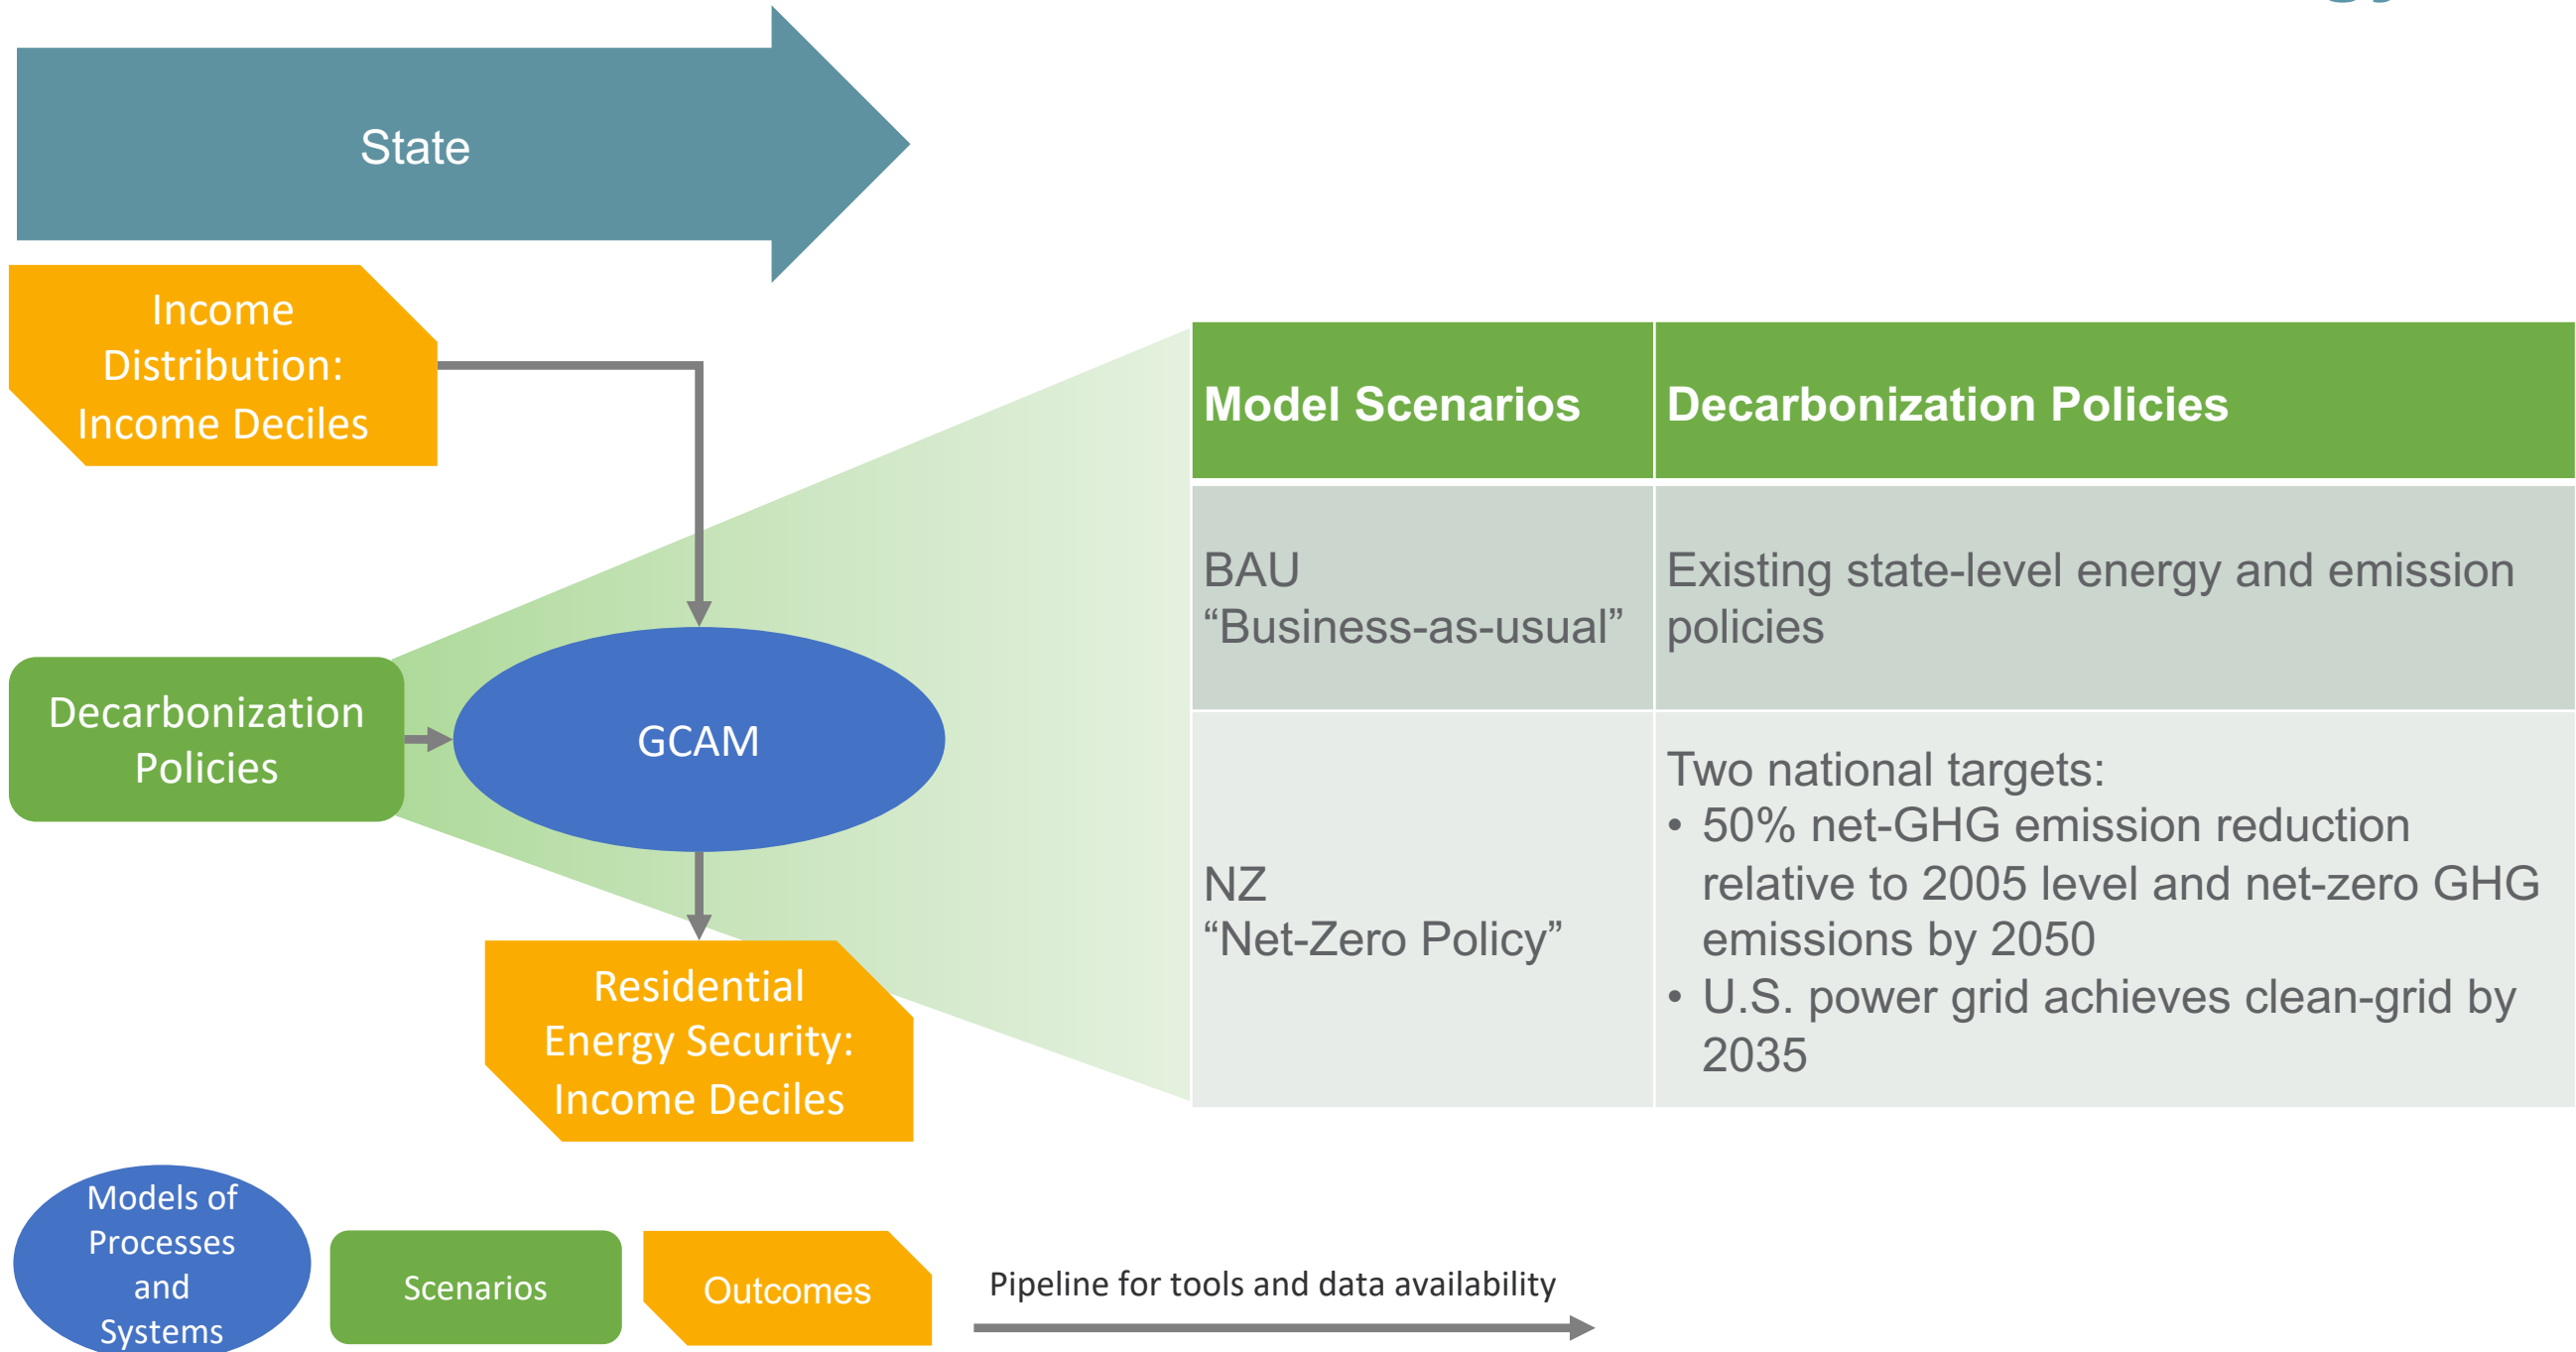 State
Income
Distribution:
Income Deciles
Decarbonization
Policies
GCAM
Residential
Energy Security:
Income Deciles
Model Scenarios
Decarbonization Policies
BAU
“Business-as-usual”
Existing state-level energy and emission
policies
NZ
“Net-Zero Policy”
Two national targets:
• 50% net-GHG emission reduction
relative to 2005 level and net-zero GHG
emissions by 2050
• U.S. power grid achieves clean-grid by
2035
Models of
Processes
and
Systems
Scenarios
Outcomes
Pipeline for tools and data availability